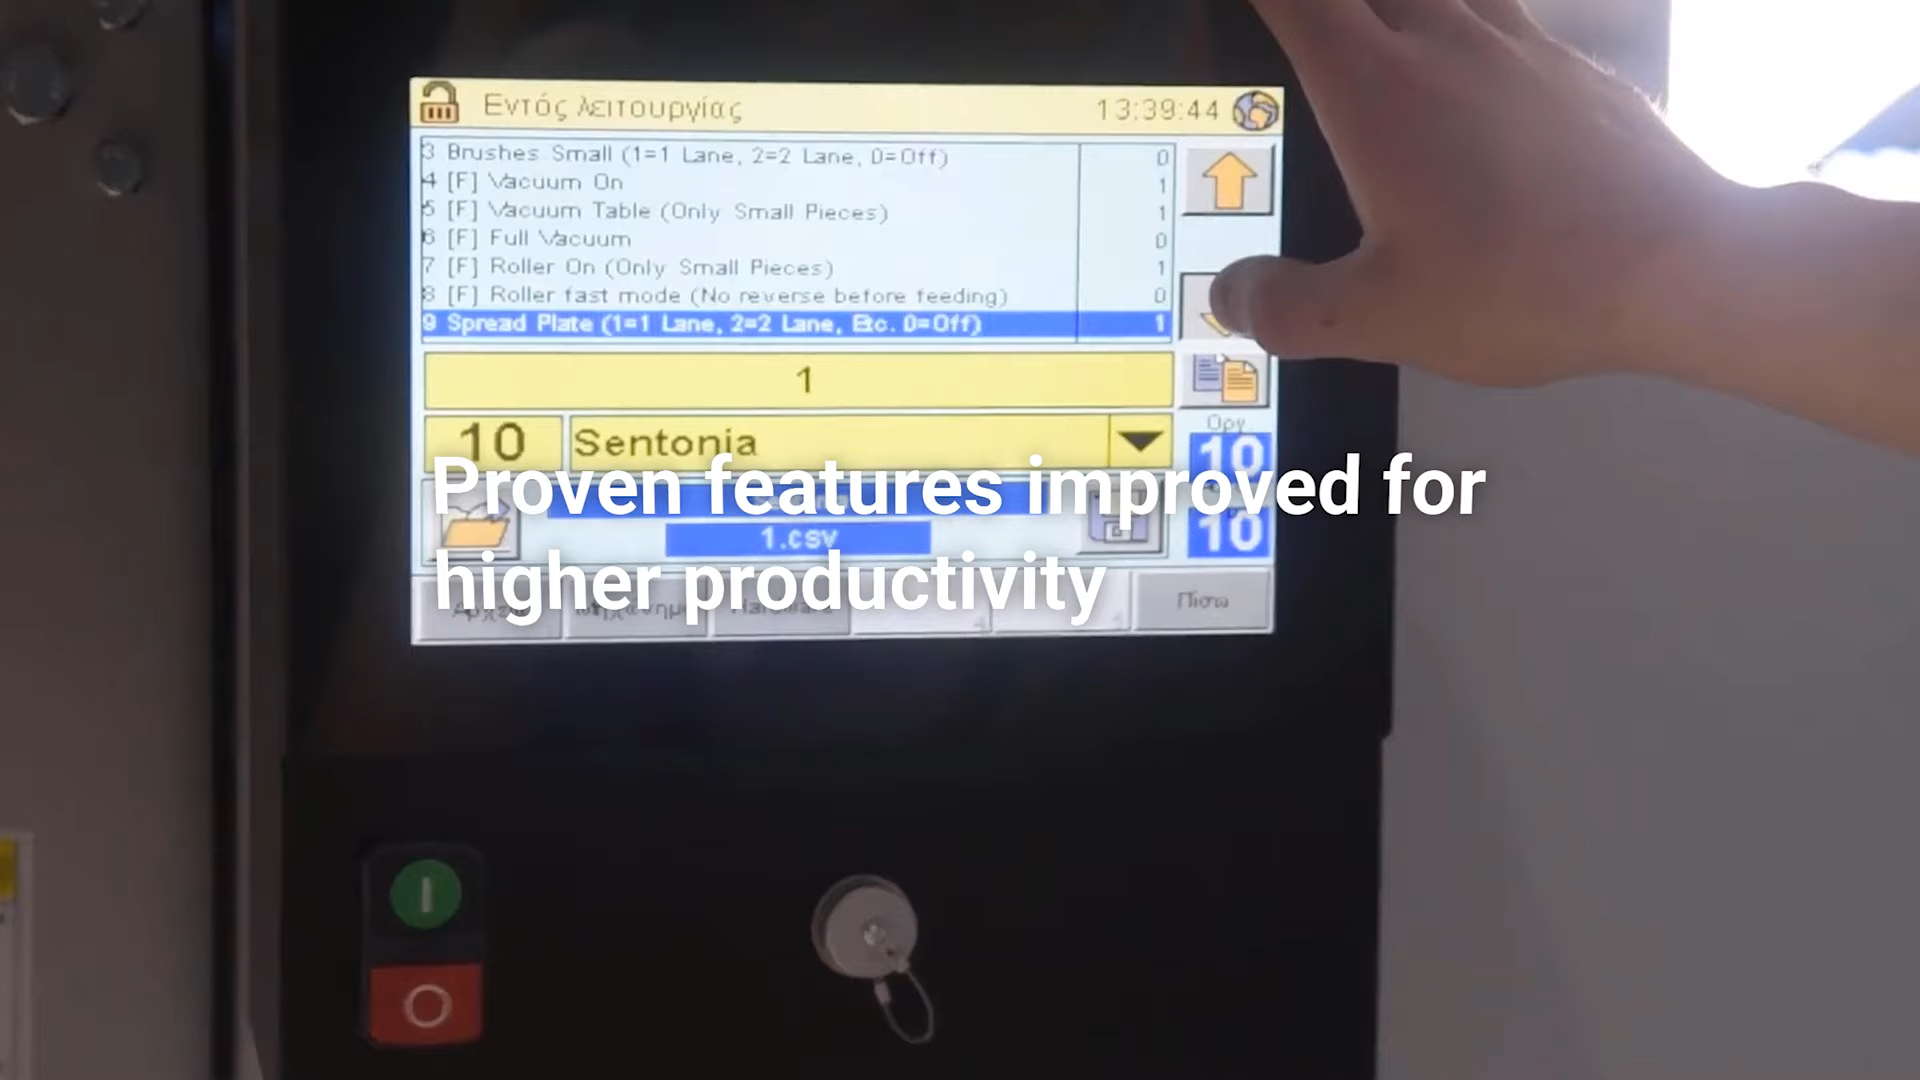 Εντός λειτουργίας 13:39:44
3 Brushes Small (1=1 Lane, 2=2 Lane, 0=Off) 0
4 [F] Vacuum On 1
5 [F] Vacuum Table (Only Small Pieces) 1
6 [F] Full Vacuum 0
7 [F] Roller On (Only Small Pieces) 1
8 [F] Roller fast mode (No reverse before feeding) 0
9 Spread Plate (1=1 Lane, 2=2 Lane, Etc. 0=Off) 1
1
Οργ.
10 Sentonia 10
Proven features improved for
1.csv 10
higher productivity
Hardware Πίσω